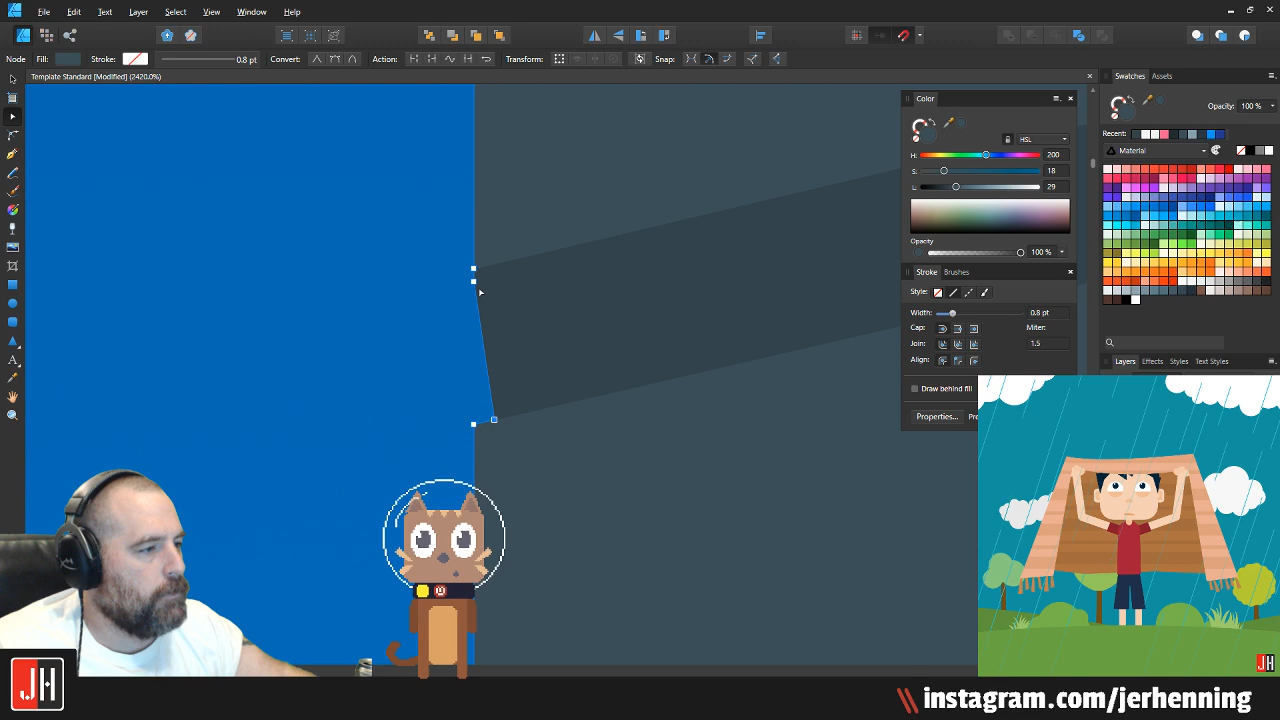 File Edit Text Layer Select View Window Help
Node Fill: Stroke: 0.8 pt Convert: Action: Transform: Snap:
Template Standard [Modified] (2420.0%)
Swatches Assets
Color
Opacity: 100 %
HSL
Recent:
H: 200
Material
S: 18
L: 29
Opacity
100 %
Stroke Brushes
Style:
Width: 0.8 pt
Cap: Miter:
Join: 1.5
Align:
Layers Effects Styles Text Styles
Draw behind fill
Properties...
JH
JH
\\ instagram.com/jerhenning